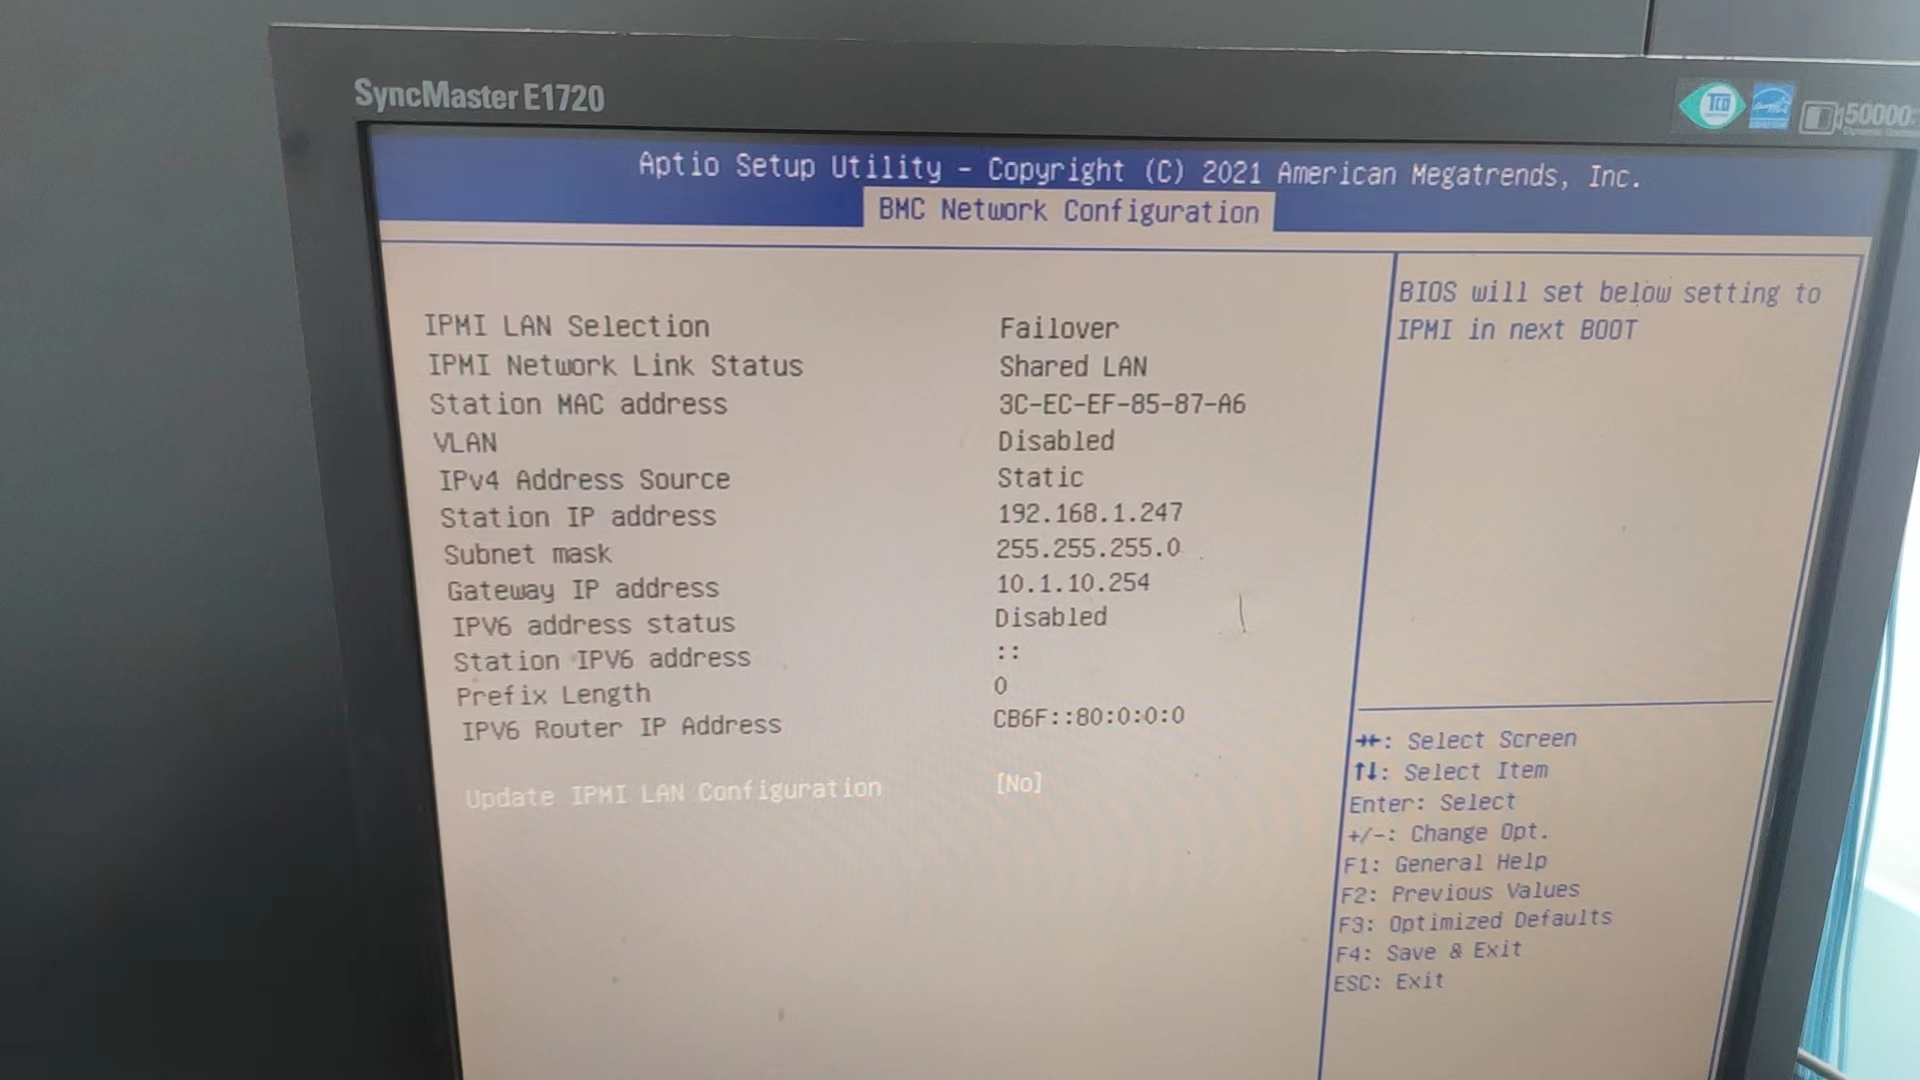 SyncMaster E1720
TCO
50000:
Aptio Setup Utility - Copyright (C) 2021 American Megatrends, Inc.
BMC Network Configuration
IPMI LAN Selection Failover
IPMI Network Link Status Shared LAN
Station MAC address 3C-EC-EF-85-87-A6
VLAN Disabled
IPv4 Address Source Static
Station IP address 192.168.1.247
Subnet mask 255.255.255.0
Gateway IP address 10.1.10.254
IPV6 address status Disabled
Station IPV6 address ::
Prefix Length 0
IPV6 Router IP Address CB6F::80:0:0:0
Update IPMI LAN Configuration [No]
BIOS will set below setting to
IPMI in next BOOT
→←: Select Screen
↑↓: Select Item
Enter: Select
+/-: Change Opt.
F1: General Help
F2: Previous Values
F3: Optimized Defaults
F4: Save & Exit
ESC: Exit